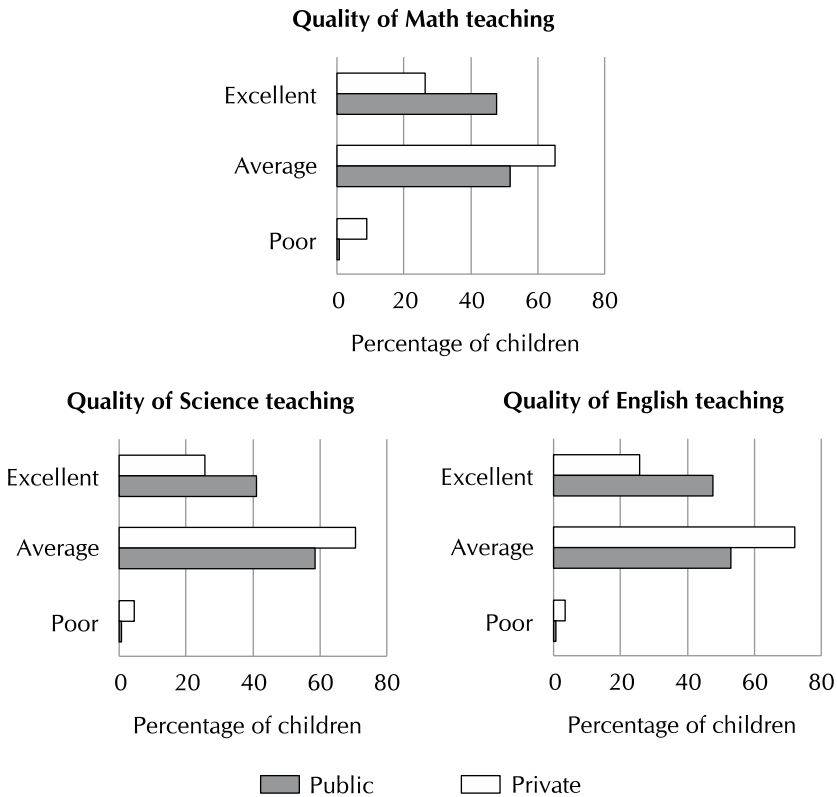 Quality of Math teaching
Excellent
Average
Poor
0 20 40 60 80
Percentage of children
Quality of Science teaching
Excellent
Average
Poor
0 20 40 60 80
Percentage of children
Quality of English teaching
Excellent
Average
Poor
0 20 40 60 80
Percentage of children
Public Private